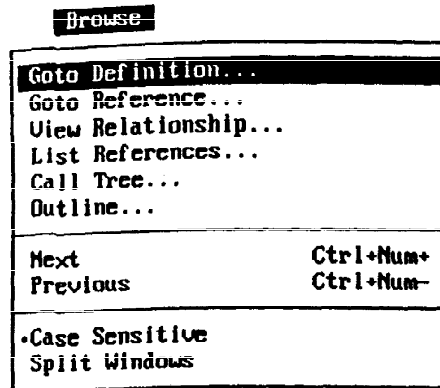 Browse
Goto Definition...
Goto Reference...
View Relationship...
List References...
Call Tree...
Outline...
Next Ctrl+Num+
Previous Ctrl+Num-
•Case Sensitive
Split Windows